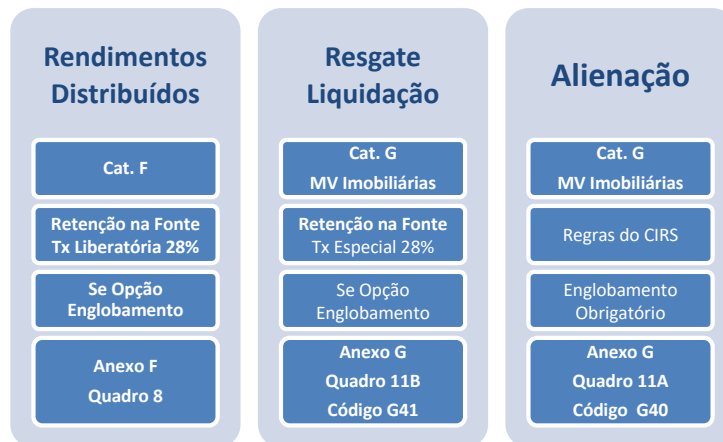 Rendimentos
Distribuídos
Cat. F
Retenção na Fonte
Tx Liberatória 28%
Se Opção
Englobamento
Anexo F
Quadro 8
Resgate
Liquidação
Cat. G
MV Imobiliárias
Retenção na Fonte
Tx Especial 28%
Se Opção
Englobamento
Anexo G
Quadro 11B
Código G41
Alienação
Cat. G
MV Imobiliárias
Regras do CIRS
Englobamento
Obrigatório
Anexo G
Quadro 11A
Código G40